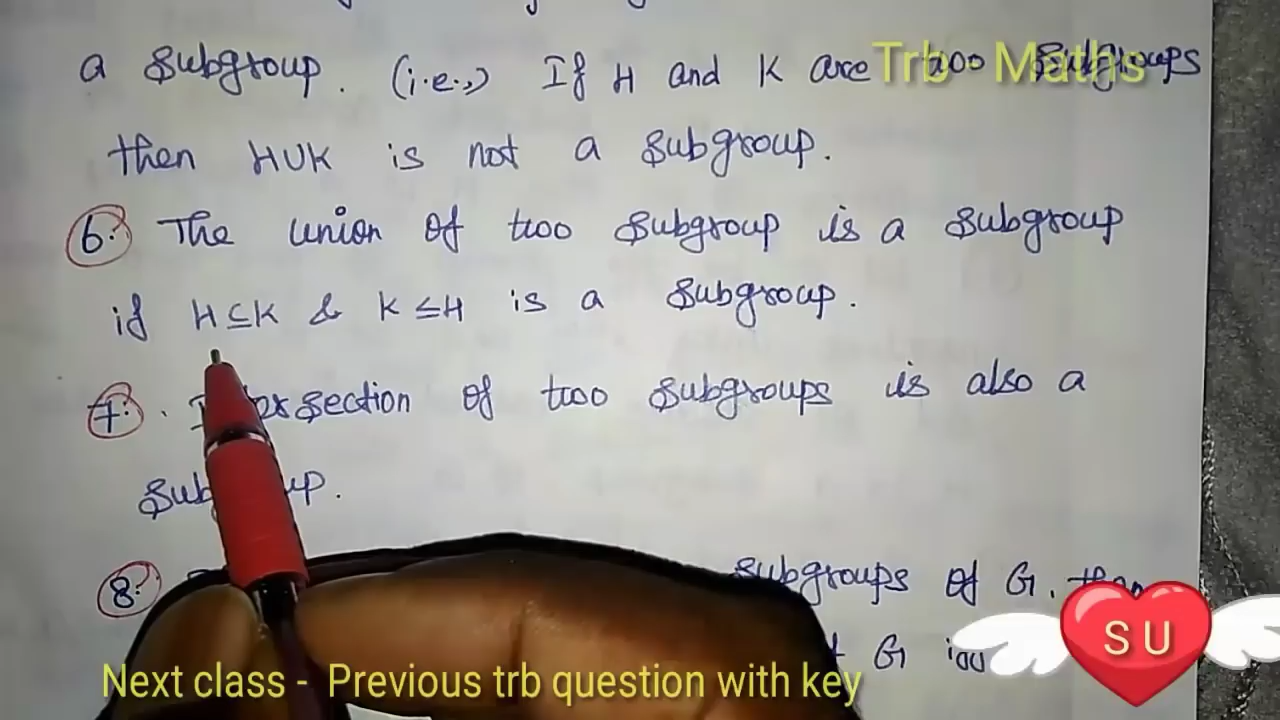 a subgroup. (i.e.,) If H and K are two subgroups
Trb Maths
then HUK is not a subgroup.
6. The union of two subgroup is a subgroup
if H⊆K & K≤H is a subgroup.
7. section of two subgroups is also a
8. subgroups of G. then
G
S U
Next class - Previous trb question with key